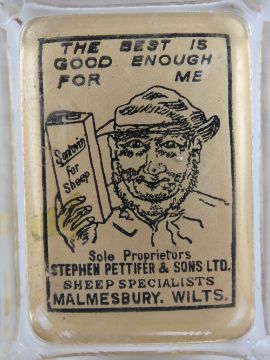 THE BEST IS
GOOD ENOUGH
FOR ME
for
Sheep
Sole Proprietors
STEPHEN PETTIFER & SONS LTD.
SHEEP SPECIALISTS
MALMESBURY. WILTS.